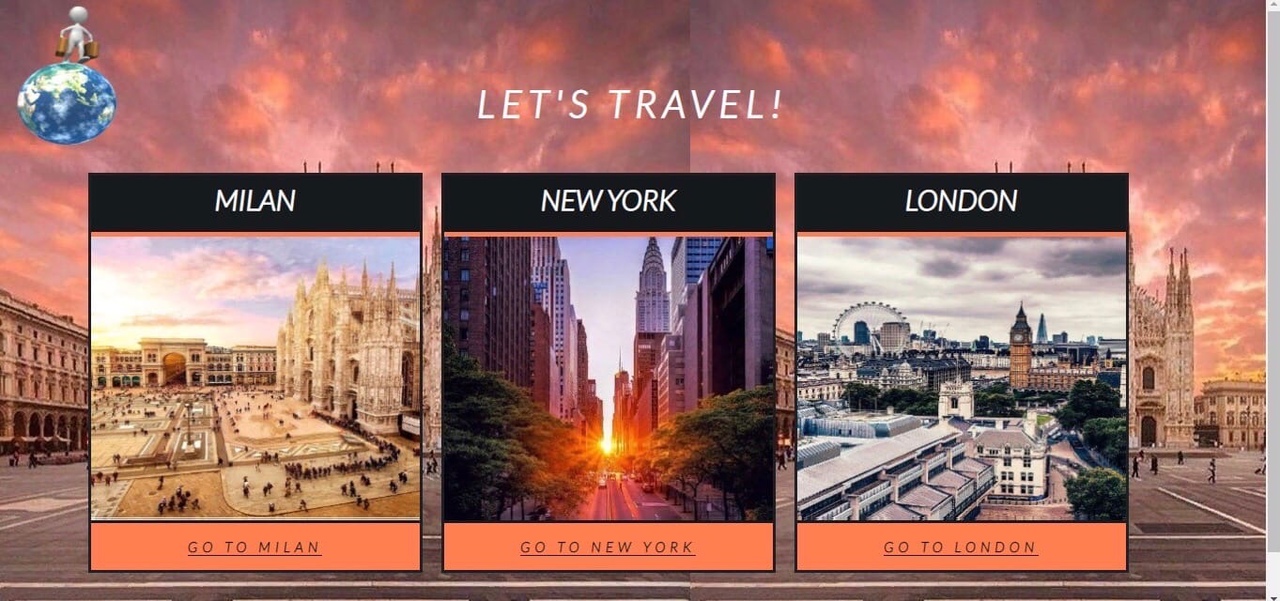 LET'S TRAVEL!
MILAN
NEW YORK
LONDON
GO TO MILAN
GO TO NEW YORK
GO TO LONDON